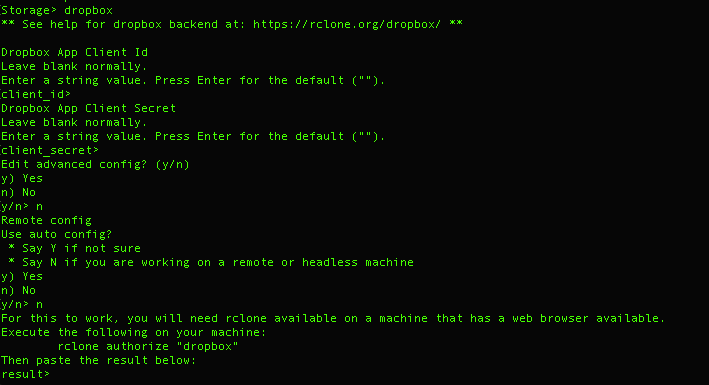 Storage> dropbox
** See help for dropbox backend at: https://rclone.org/dropbox/ **

Dropbox App Client Id
Leave blank normally.
Enter a string value. Press Enter for the default ("").
client_id>
Dropbox App Client Secret
Leave blank normally.
Enter a string value. Press Enter for the default ("").
client_secret>
Edit advanced config? (y/n)
y) Yes
n) No
y/n> n
Remote config
Use auto config?
 * Say Y if not sure
 * Say N if you are working on a remote or headless machine
y) Yes
n) No
y/n> n
For this to work, you will need rclone available on a machine that has a web browser available.
Execute the following on your machine:
        rclone authorize "dropbox"
Then paste the result below:
result>